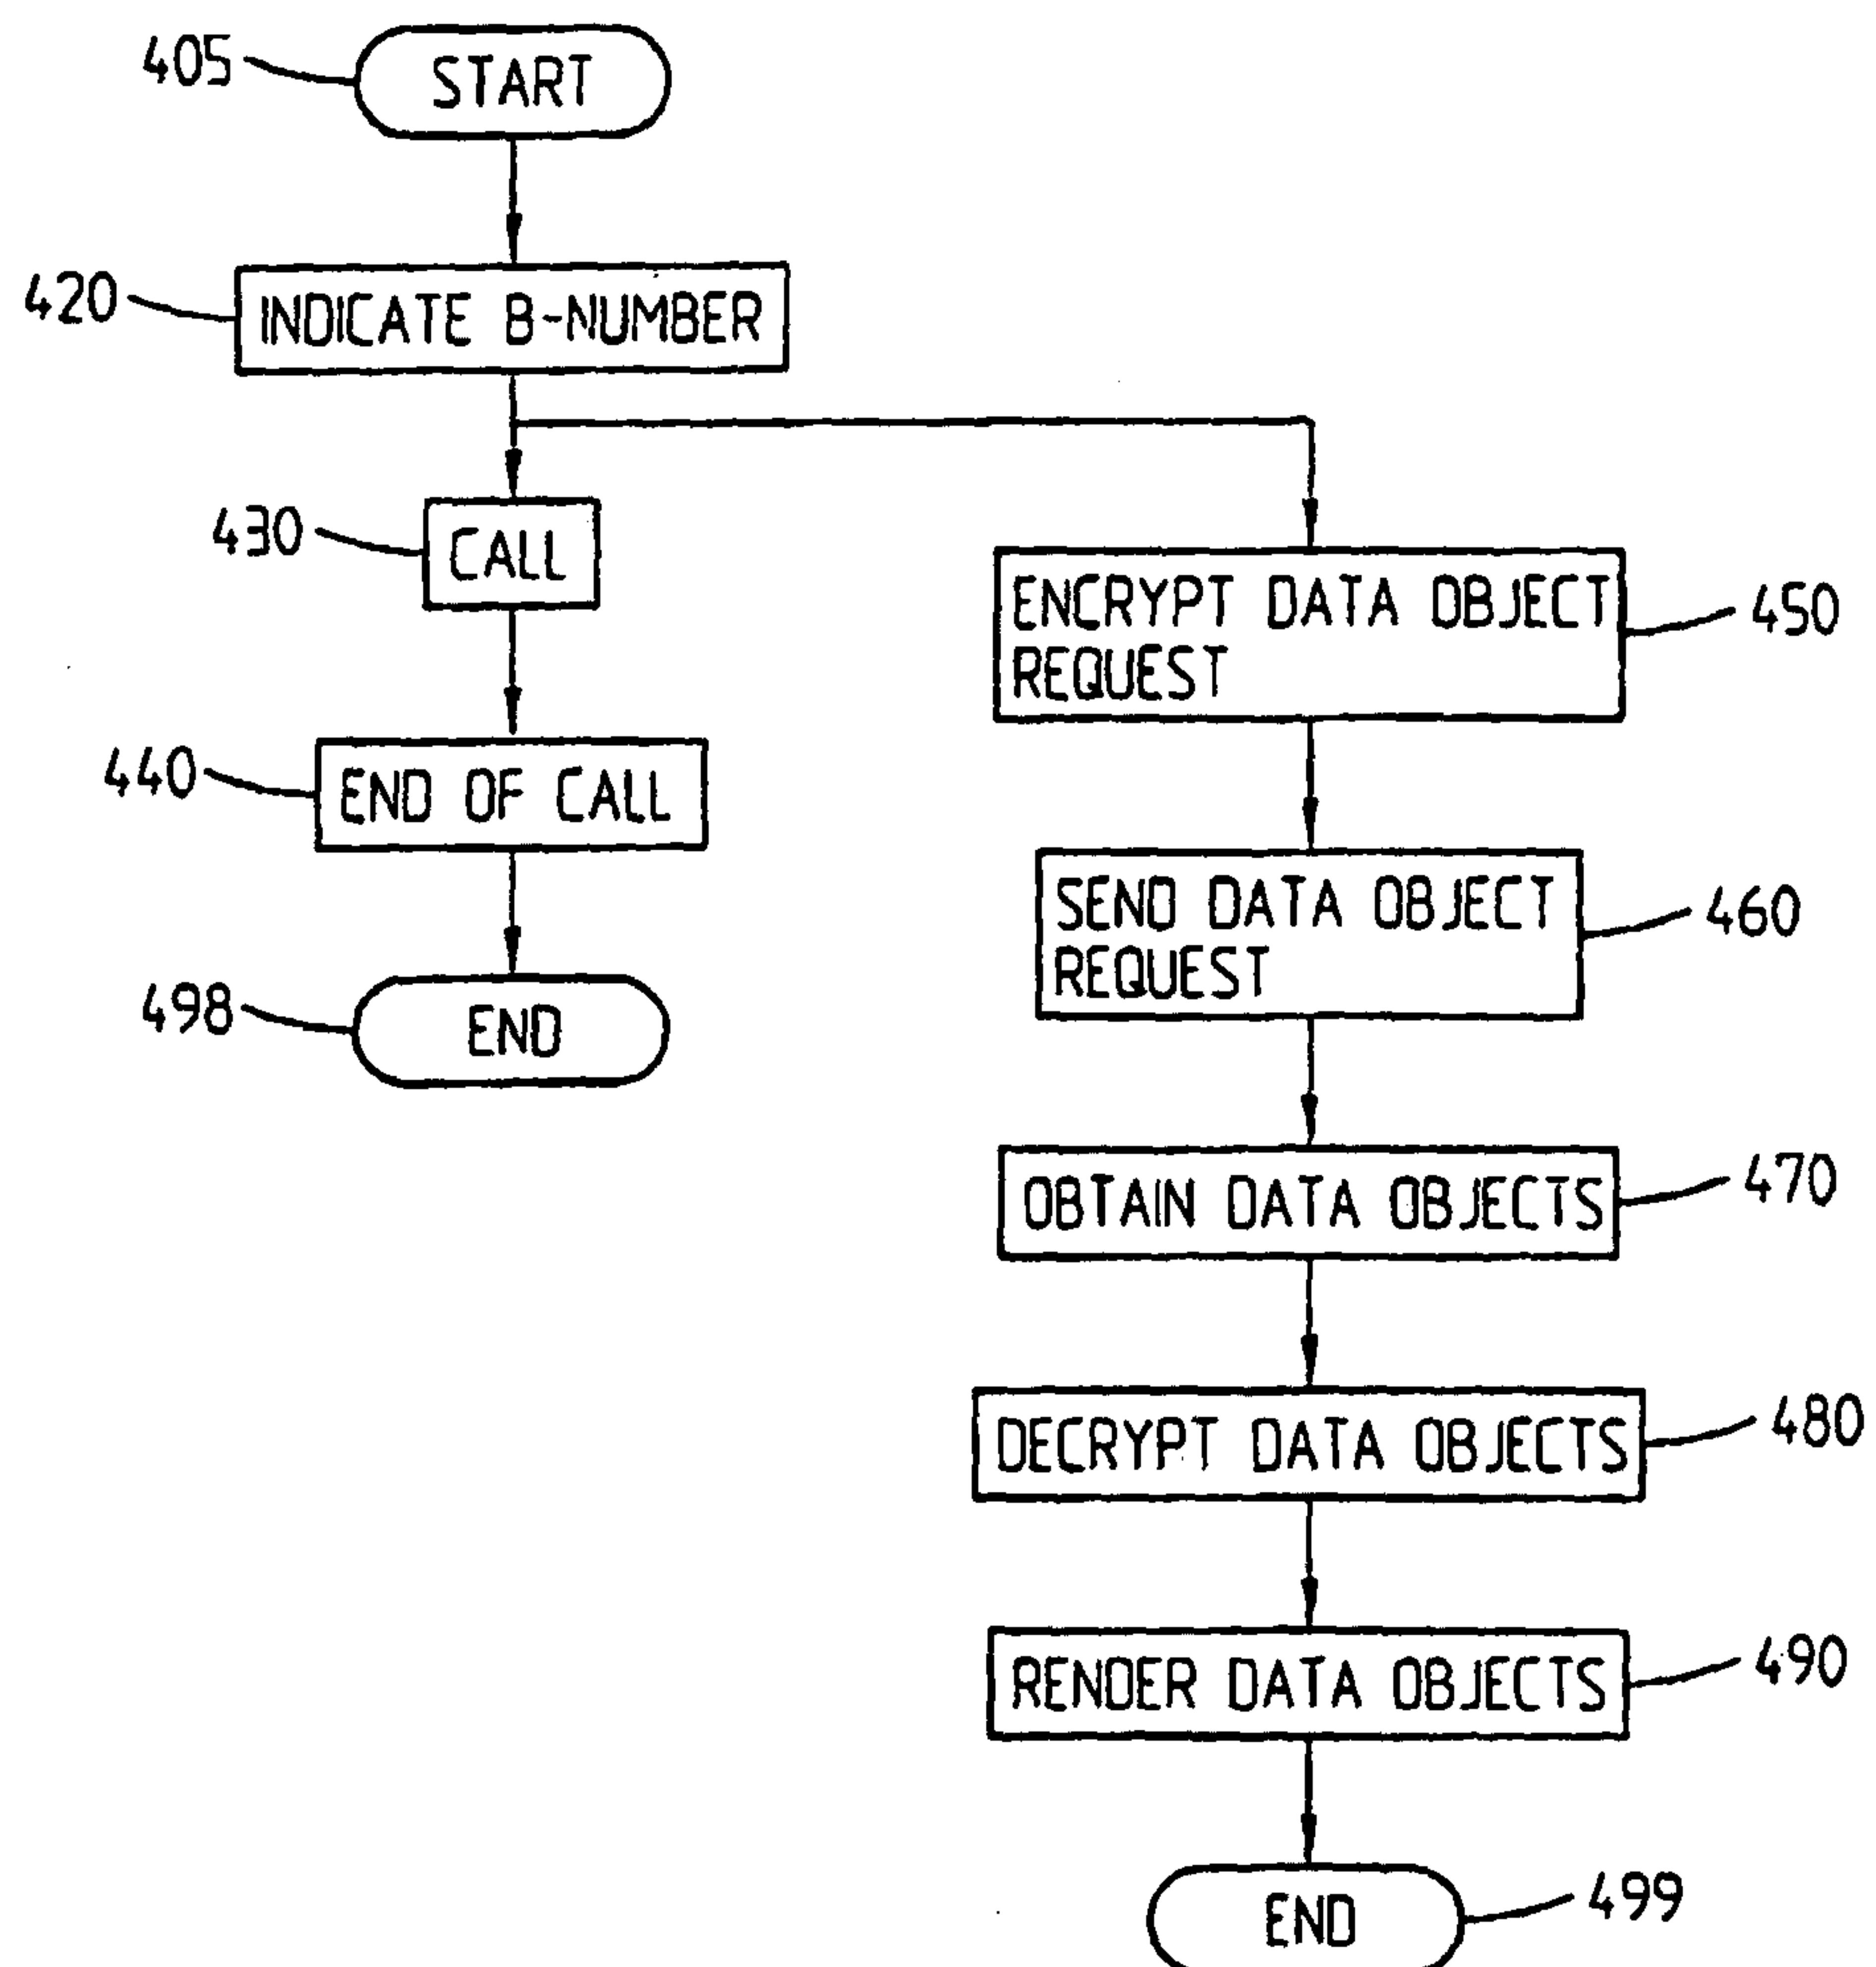 405
START
420
INDICATE B-NUMBER
430
CALL
440
END OF CALL
498
END
ENCRYPT DATA OBJECT
REQUEST
450
SEND DATA OBJECT
REQUEST
460
OBTAIN DATA OBJECTS
470
DECRYPT DATA OBJECTS
480
RENDER DATA OBJECTS
490
END
499